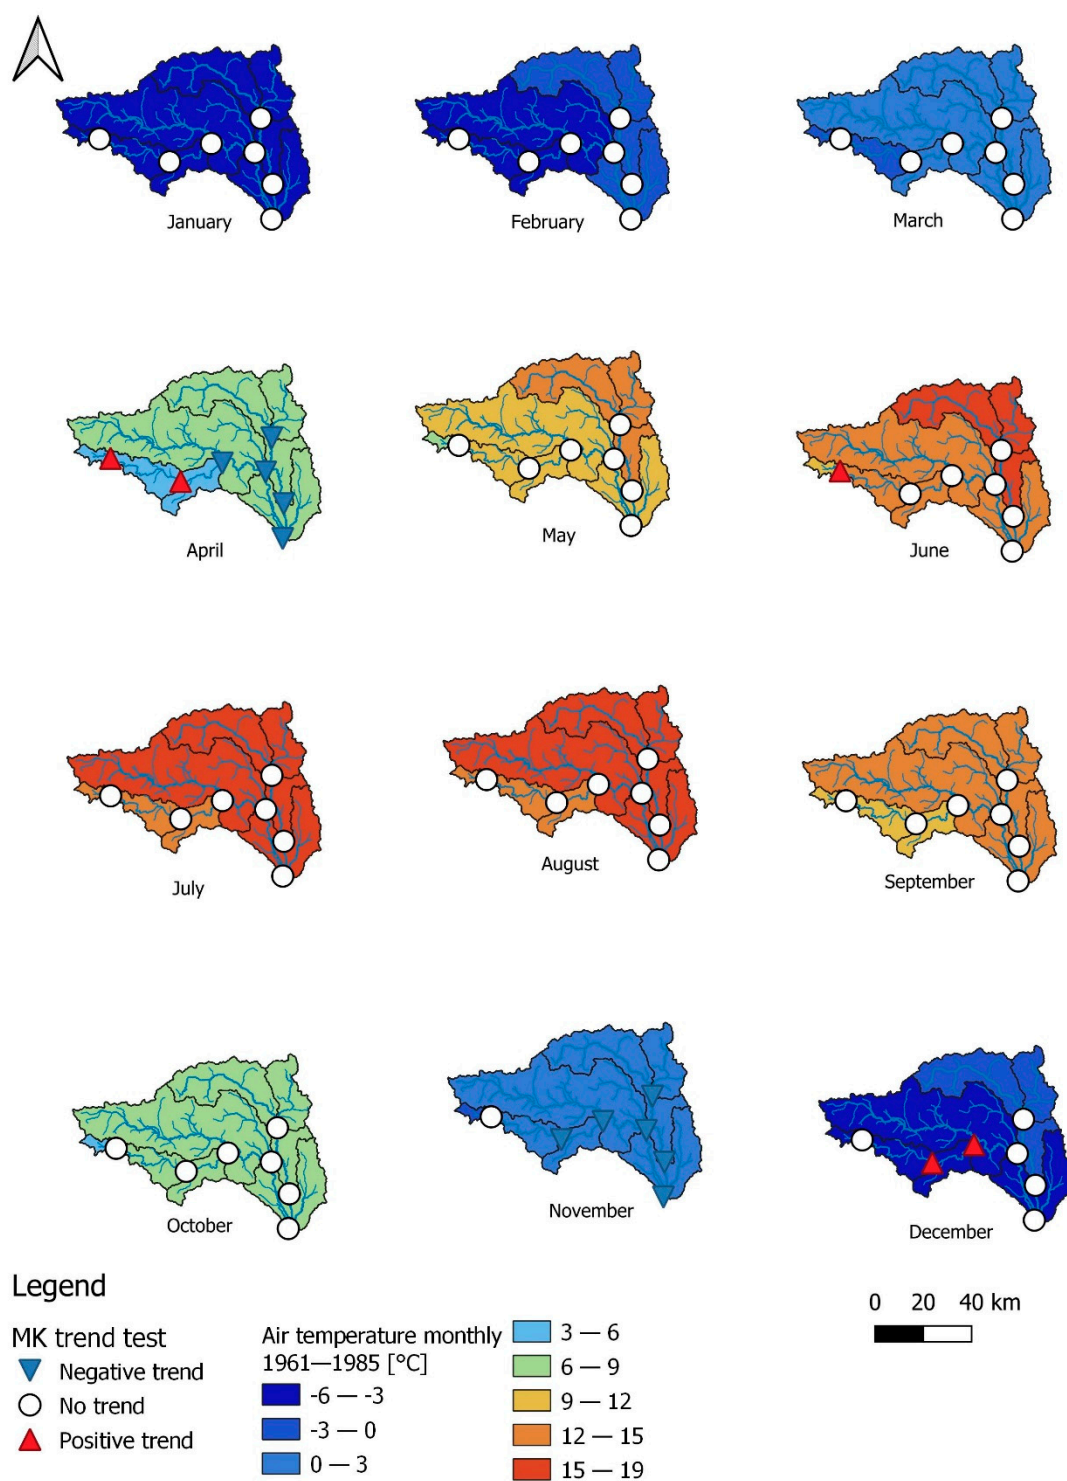 January
February
March
April
May
June
July
August
September
October
November
December
Legend
MK trend test
Negative trend
No trend
Positive trend
Air temperature monthly
1961—1985 [°C]
-6 — -3
-3 — 0
0 — 3
3 — 6
6 — 9
9 — 12
12 — 15
15 — 19
0 20 40 km